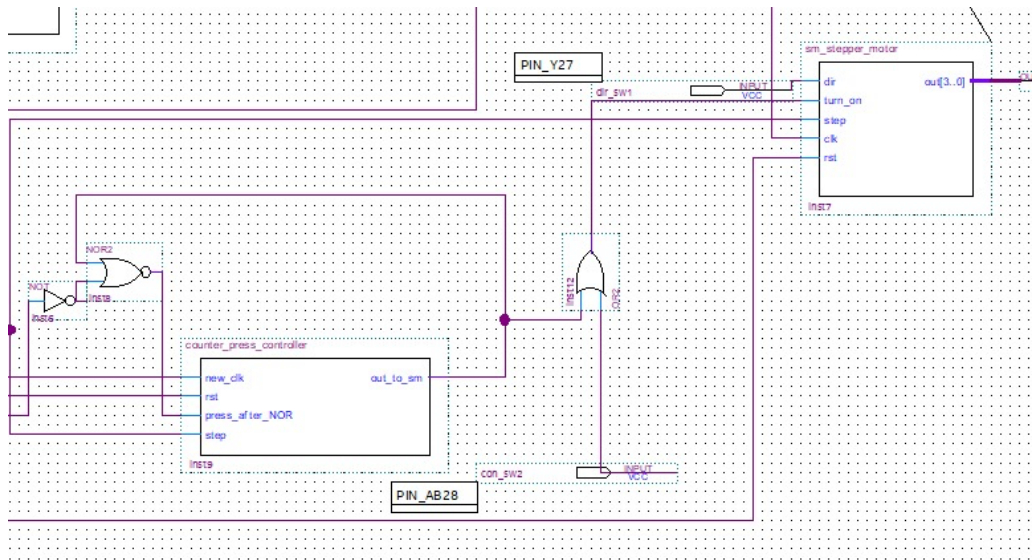 PIN_Y27
sm_stepper_motor
dir_sw1
INPUT
VCC
dir
out[3..0]
turn_on
step
clk
rst
inst7
NOR2
inst8
NOT
inst6
inst12
OR2
counter_press_controller
new_clk
out_to_sm
rst
press_after_NOR
step
inst9
con_sw2
INPUT
VCC
PIN_AB28